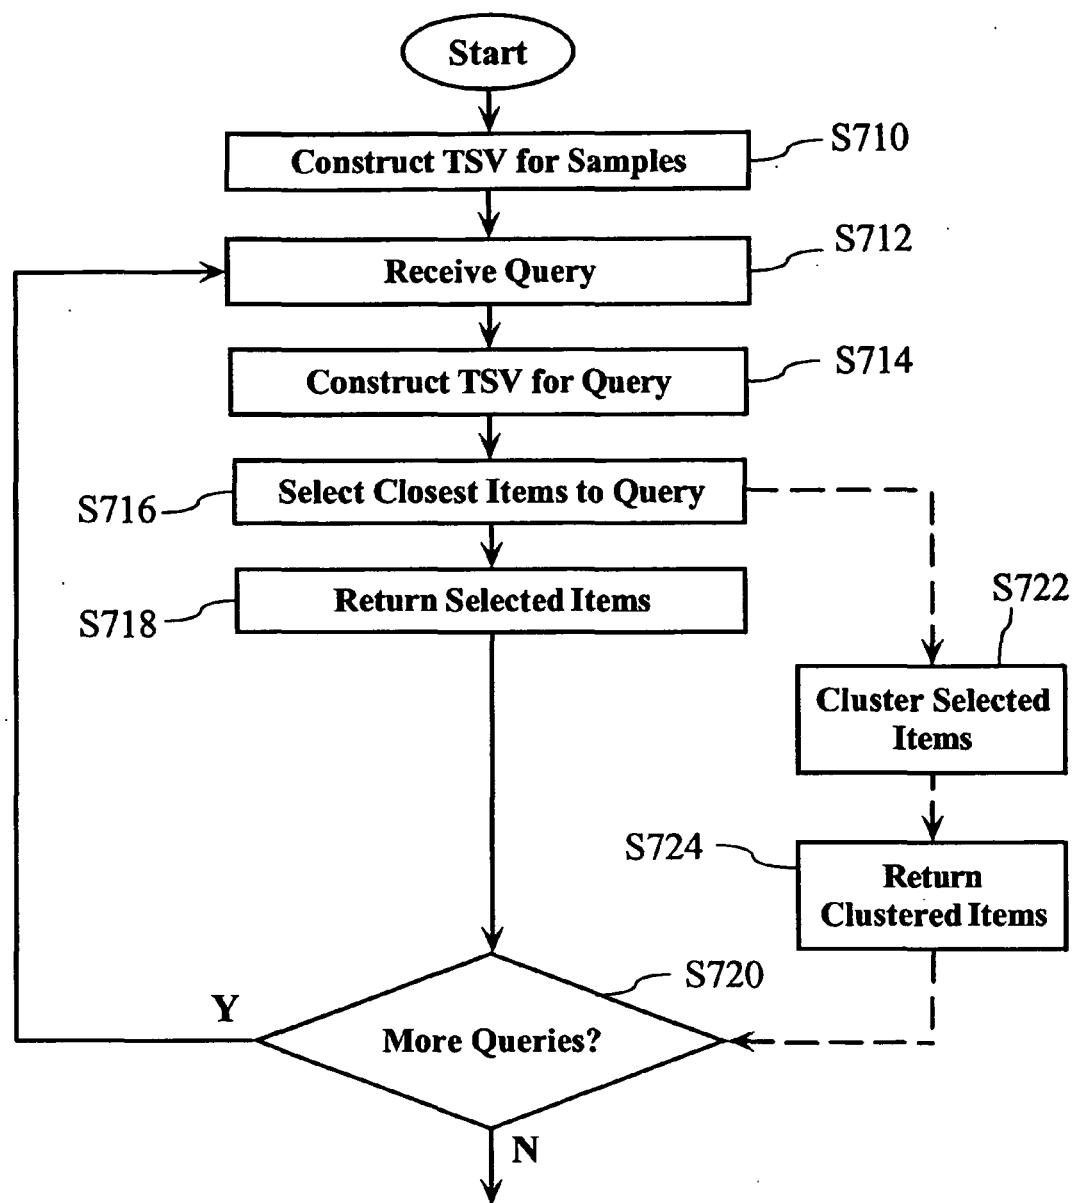 Start
Construct TSV for Samples
S710
Receive Query
S712
Construct TSV for Query
S714
Select Closest Items to Query
S716
Return Selected Items
S718
S722
Cluster Selected
Items
S724
Return
Clustered Items
S720
More Queries?
Y
N